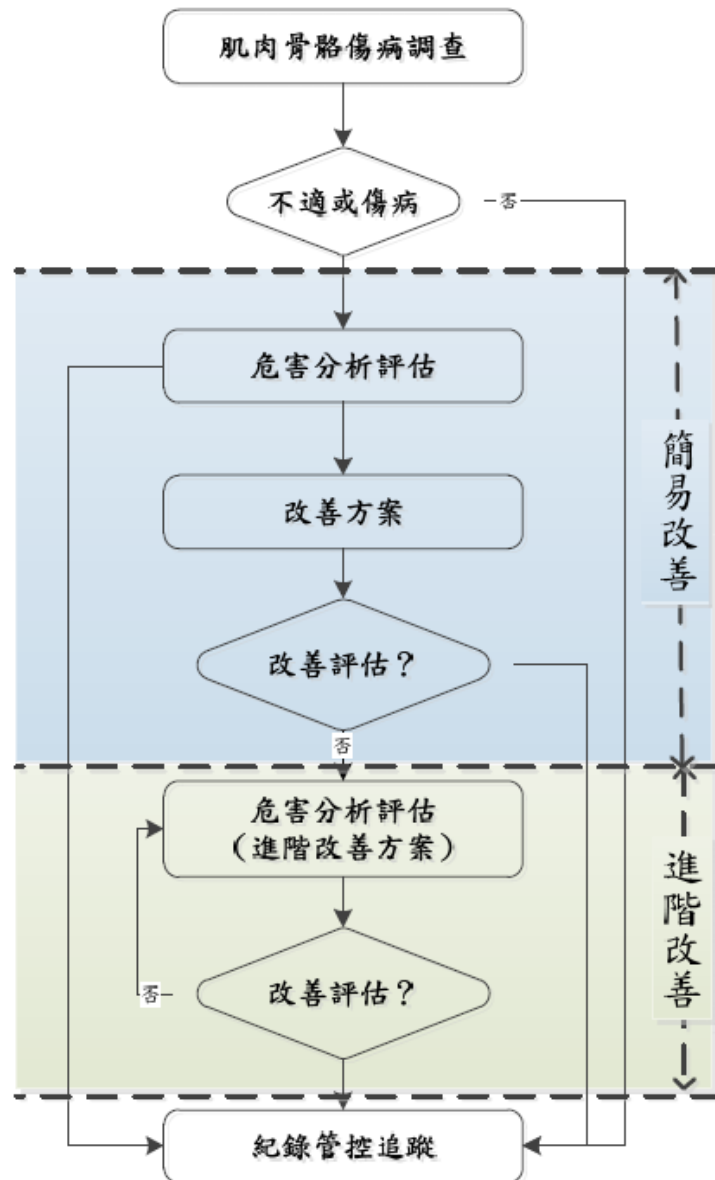 肌肉骨骼傷病調查
不適或傷病
否
危害分析評估
改善方案
簡易改善
改善評估？
否
危害分析評估
（進階改善方案）
進階改善
改善評估？
否
紀錄管控追蹤